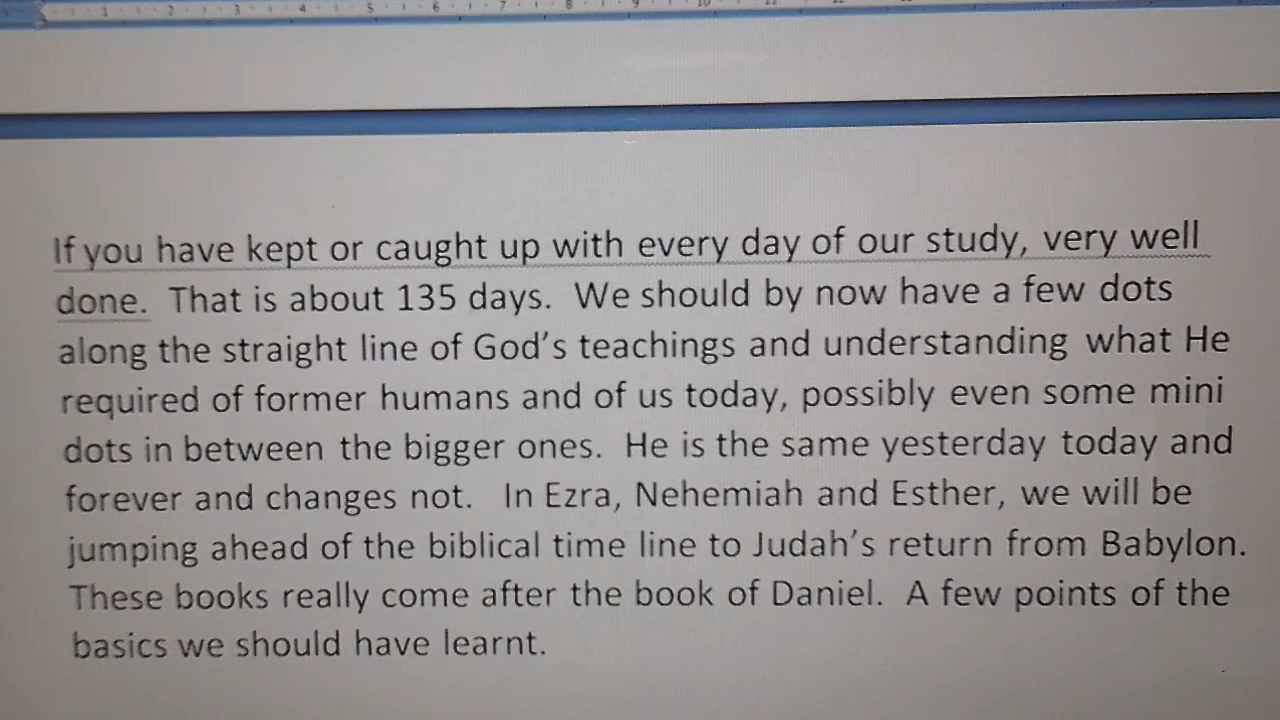 If you have kept or caught up with every day of our study, very well
done.  That is about 135 days.  We should by now have a few dots
along the straight line of God’s teachings and understanding what He
required of former humans and of us today, possibly even some mini
dots in between the bigger ones.  He is the same yesterday today and
forever and changes not.   In Ezra, Nehemiah and Esther, we will be
jumping ahead of the biblical time line to Judah’s return from Babylon.
These books really come after the book of Daniel.  A few points of the
basics we should have learnt.